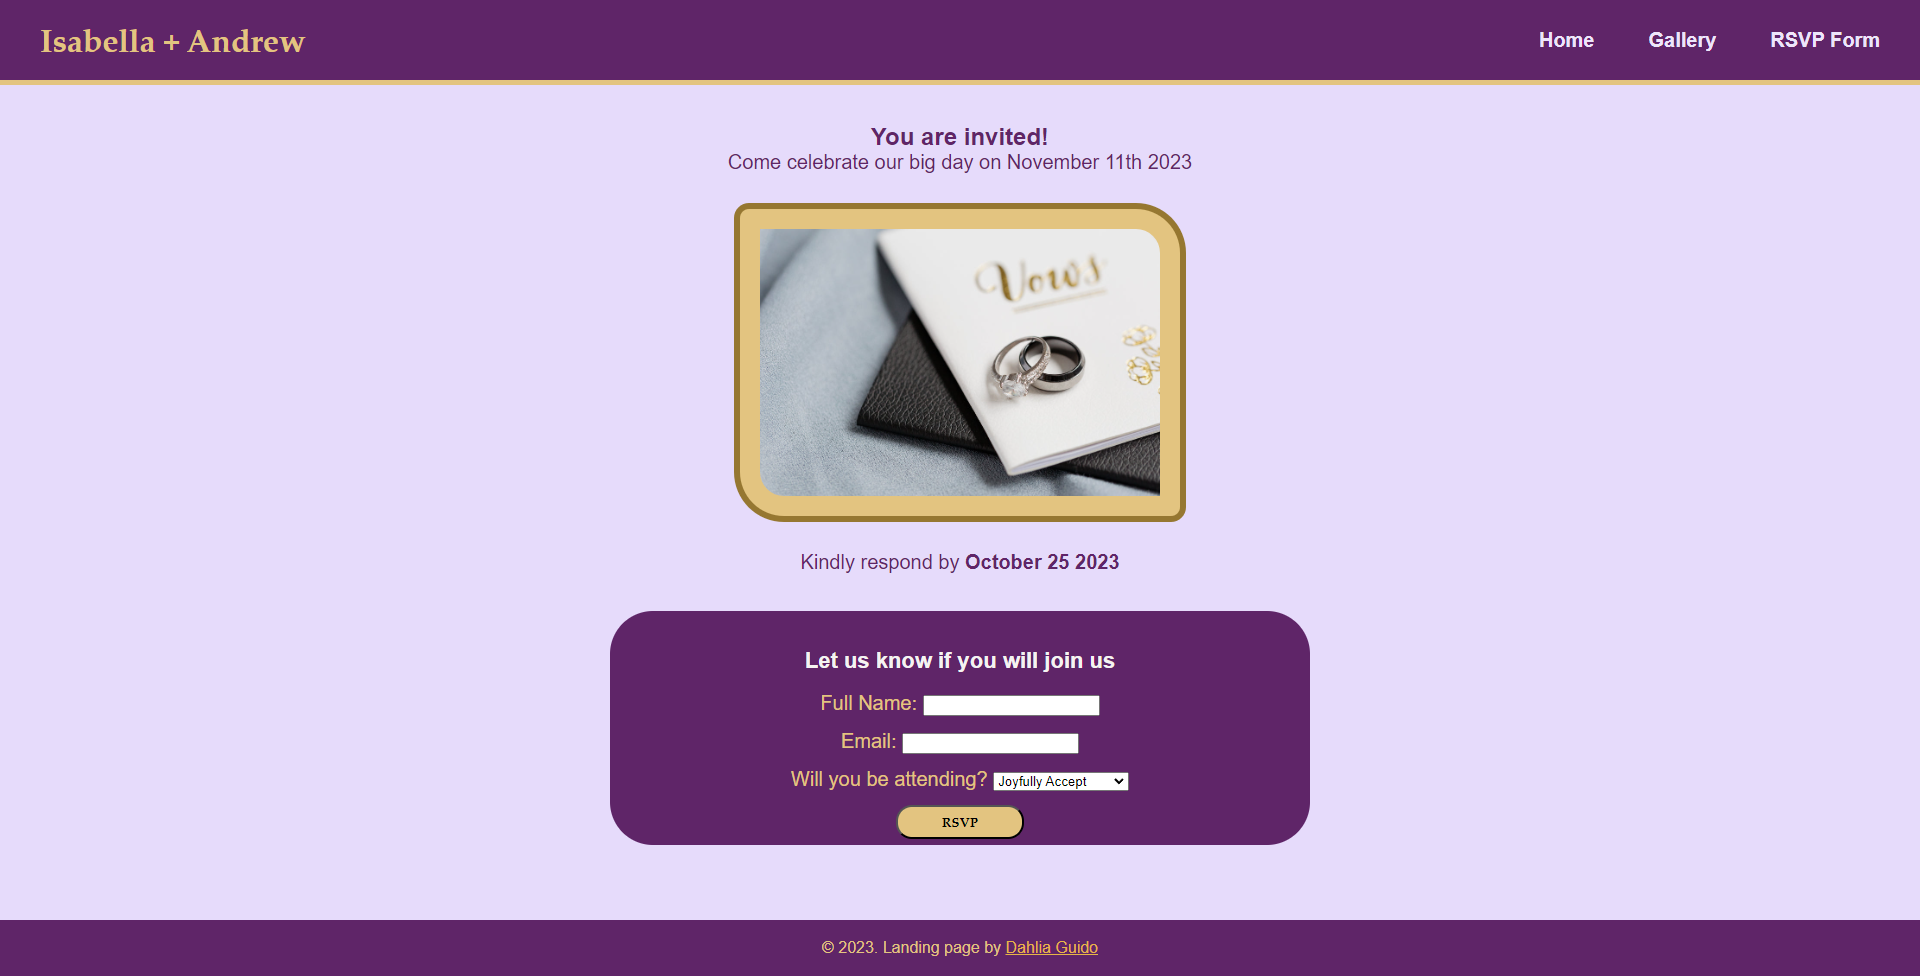 Isabella + Andrew
Home Gallery RSVP Form
You are invited!
Come celebrate our big day on November 11th 2023
Vows
Kindly respond by October 25 2023
Let us know if you will join us
Full Name:
Email:
Will you be attending? Joyfully Accept
RSVP
© 2023. Landing page by Dahlia Guido